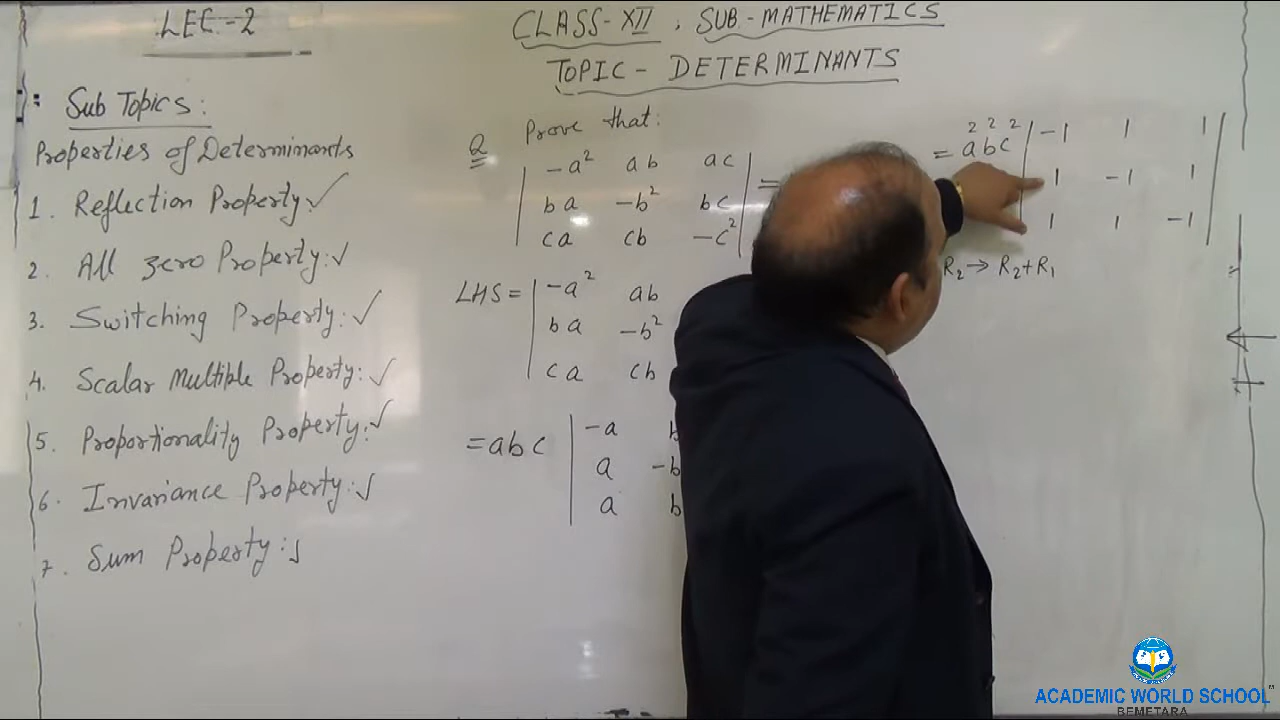 LEC-2
CLASS-XII, SUB-MATHEMATICS
TOPIC-DETERMINANTS
Sub Topics:
Properties of Determinants
1. Reflection Property: ✓
2. All zero Property: ✓
3. Switching Property: ✓
4. Scalar Multiple Property: ✓
5. Proportionality Property: ✓
6. Invariance Property: ✓
7. Sum Property: ✓
Q Prove that:
| -a² ab ac | =
| ba -b² bc |
| ca cb -c² |
LHS = | -a² ab
| ba -b²
| ca cb
= abc | -a b
| a -b
| a b
= a²b²c² | -1 1 1 |
| 1 -1 1 |
| 1 1 -1 |
R₂ → R₂+R₁
ACADEMIC WORLD SCHOOL
BEMETARA